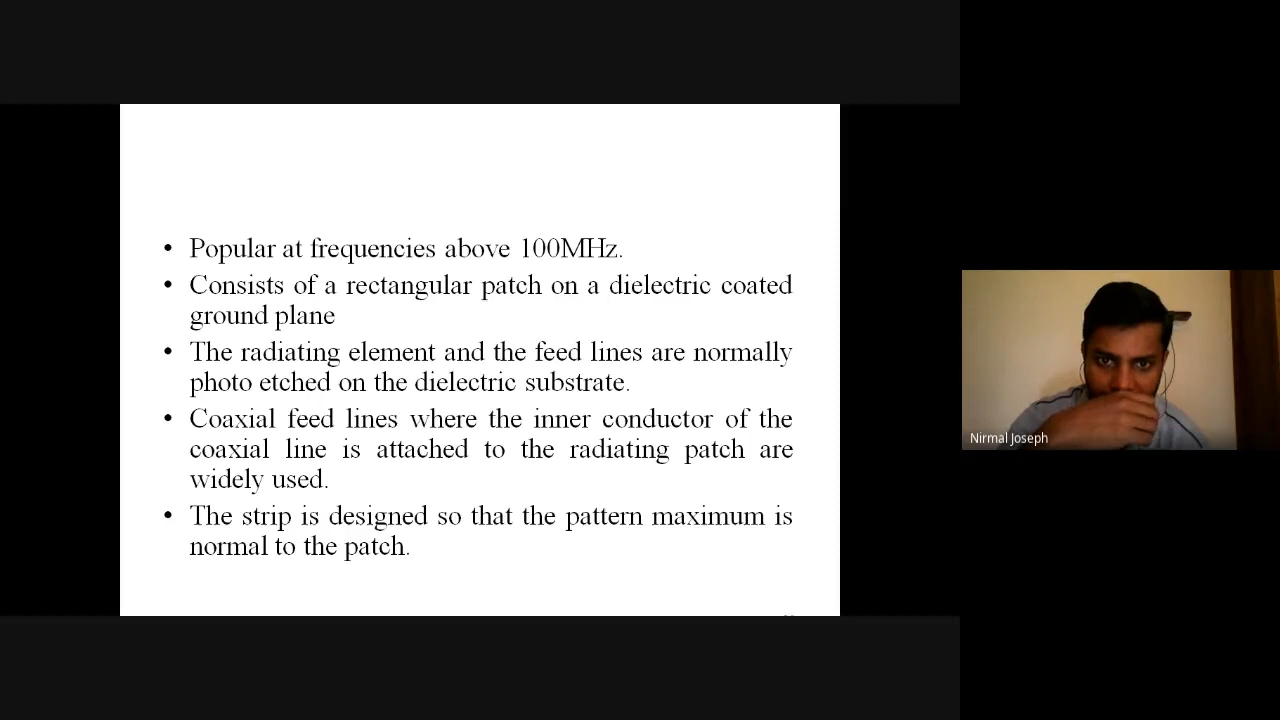 • Popular at frequencies above 100MHz.
• Consists of a rectangular patch on a dielectric coated
ground plane
• The radiating element and the feed lines are normally
photo etched on the dielectric substrate.
• Coaxial feed lines where the inner conductor of the
coaxial line is attached to the radiating patch are
widely used.
• The strip is designed so that the pattern maximum is
normal to the patch.
Nirmal Joseph